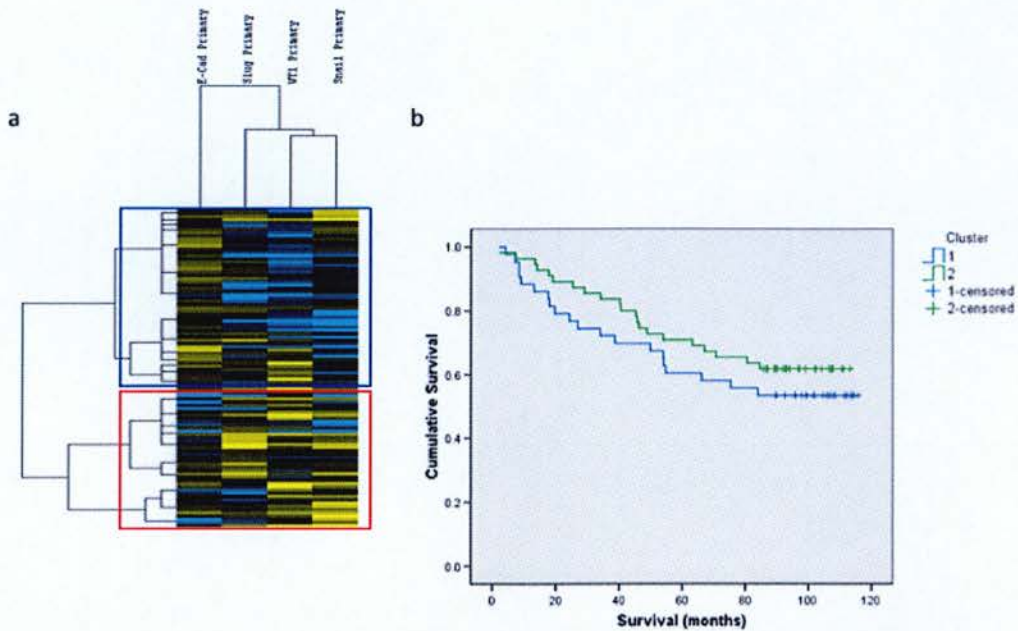 E-Cad Primary
Slug Primary
WT1 Primary
Snail Primary
a
b
1.0
0.8
0.6
0.4
0.2
0.0
Cumulative Survival
0
20
40
60
80
100
120
Survival (months)
Cluster
1
2
1-censored
2-censored